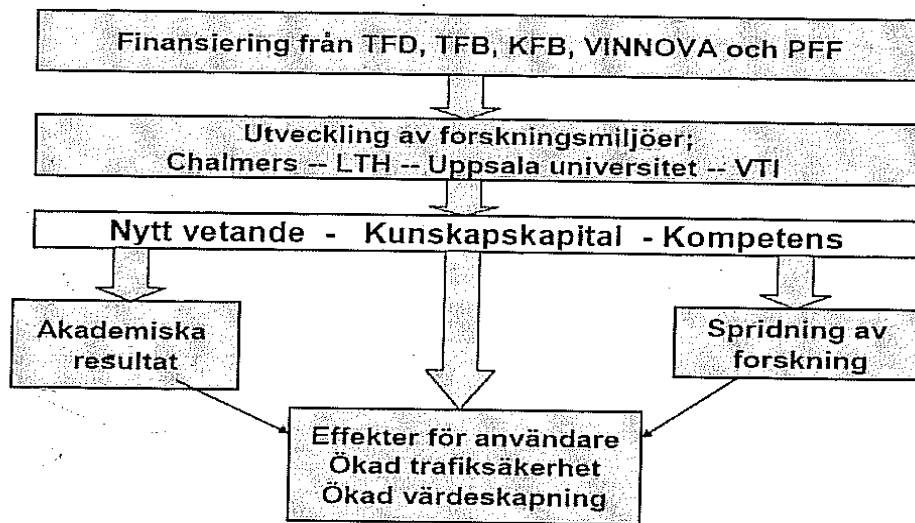 Finansiering från TFD, TFB, KFB, VINNOVA och PFF
Utveckling av forskningsmiljöer;
Chalmers -- LTH -- Uppsala universitet -- VTI
Nytt vetande - Kunskapskapital - Kompetens
Akademiska
resultat
Spridning av
forskning
Effekter för användare
Ökad trafiksäkerhet
Ökad värdeskapning